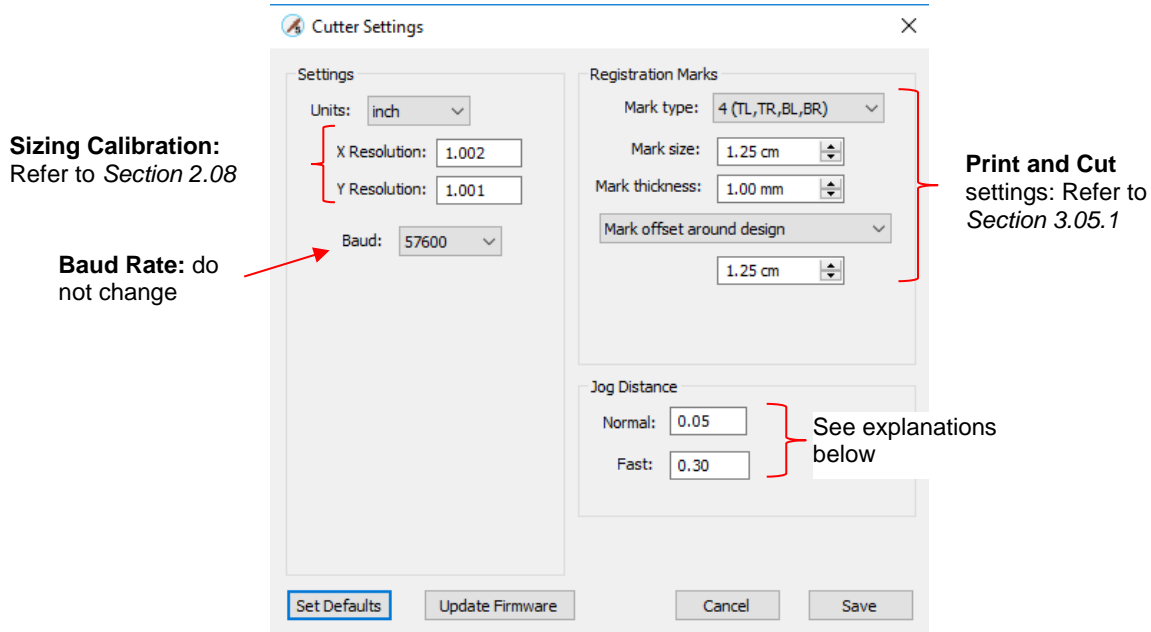 Cutter Settings
Settings
Units: inch
X Resolution: 1.002
Y Resolution: 1.001
Baud: 57600
Sizing Calibration:
Refer to Section 2.08
Baud Rate: do
not change
Registration Marks
Mark type: 4 (TL,TR,BL,BR)
Mark size: 1.25 cm
Mark thickness: 1.00 mm
Mark offset around design
1.25 cm
Print and Cut
settings: Refer to
Section 3.05.1
Jog Distance
Normal: 0.05
Fast: 0.30
See explanations
below
Set Defaults
Update Firmware
Cancel
Save